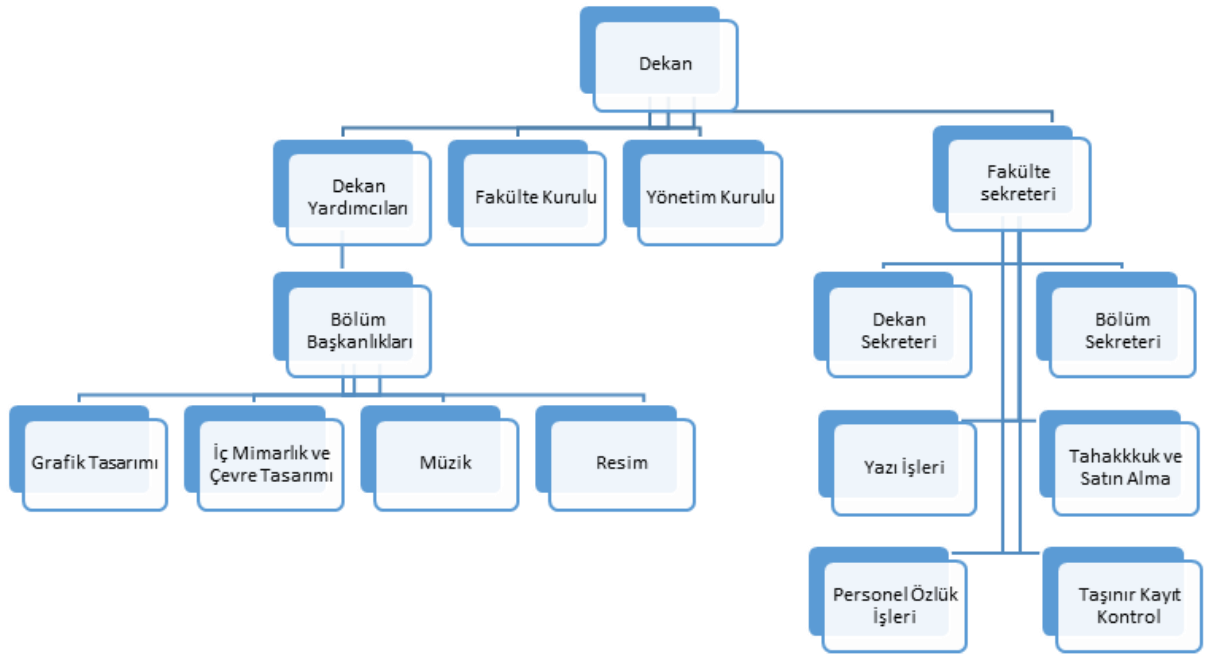 Dekan
Dekan
Yardımcıları
Fakülte Kurulu
Yönetim Kurulu
Fakülte
sekreteri
Bölüm
Başkanlıkları
Dekan
Sekreteri
Bölüm
Sekreteri
Grafik Tasarımı
İç Mimarlık ve
Çevre Tasarımı
Müzik
Resim
Yazı İşleri
Tahakkkuk ve
Satın Alma
Personel Özlük
İşleri
Taşınır Kayıt
Kontrol